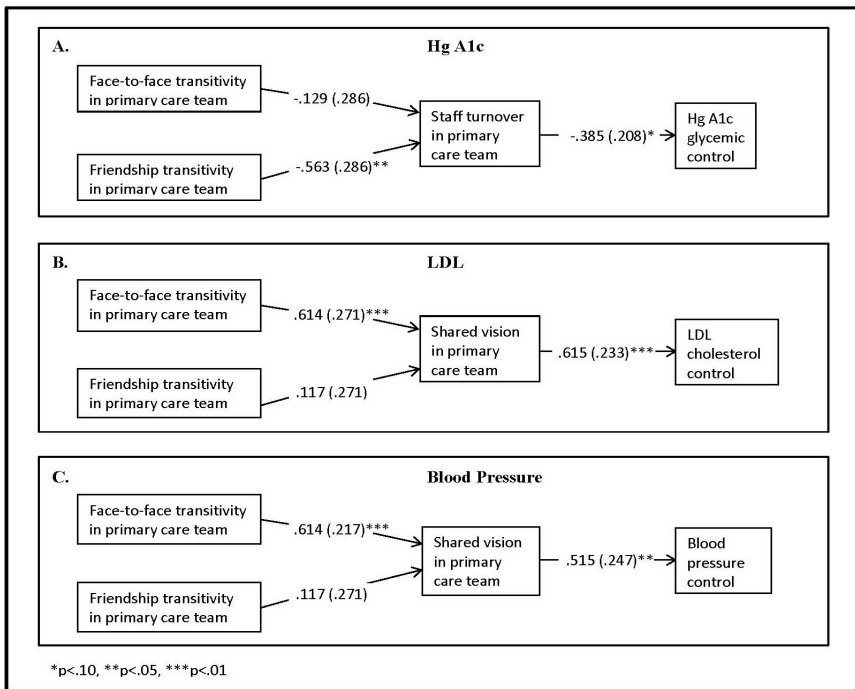 A.
Hg A1c
Face-to-face transitivity
in primary care team
-.129 (.286)
Friendship transitivity
in primary care team
-.563 (.286)**
Staff turnover
in primary
care team
-.385 (.208)*
Hg A1c
glycemic
control
B.
LDL
Face-to-face transitivity
in primary care team
.614 (.271)***
Friendship transitivity
in primary care team
.117 (.271)
Shared vision
in primary
care team
.615 (.233)***
LDL
cholesterol
control
C.
Blood Pressure
Face-to-face transitivity
in primary care team
.614 (.217)***
Friendship transitivity
in primary care team
.117 (.271)
Shared vision
in primary
care team
.515 (.247)**
Blood
pressure
control
*p<.10, **p<.05, ***p<.01